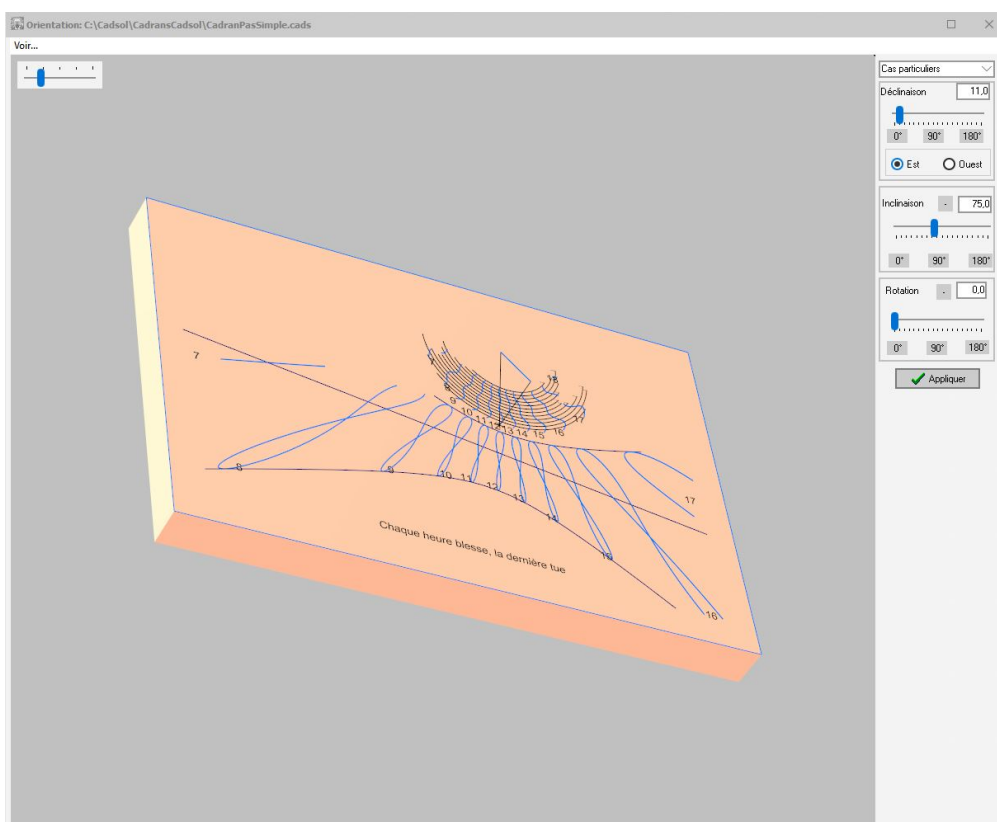 Orientation: C:\Cadsol\CadransCadsol\CadranPasSimple.cads
Voir...
Cas particuliers
Déclinaison 11,0
0° 90° 180°
Est Ouest
Inclinaison - 75,0
0° 90° 180°
Rotation - 0,0
0° 90° 180°
Appliquer
7
7
18
8
17
9
10
11
12
13
14
15
16
8
9
10
11
12
13
14
15
16
17
Chaque heure blesse, la dernière tue